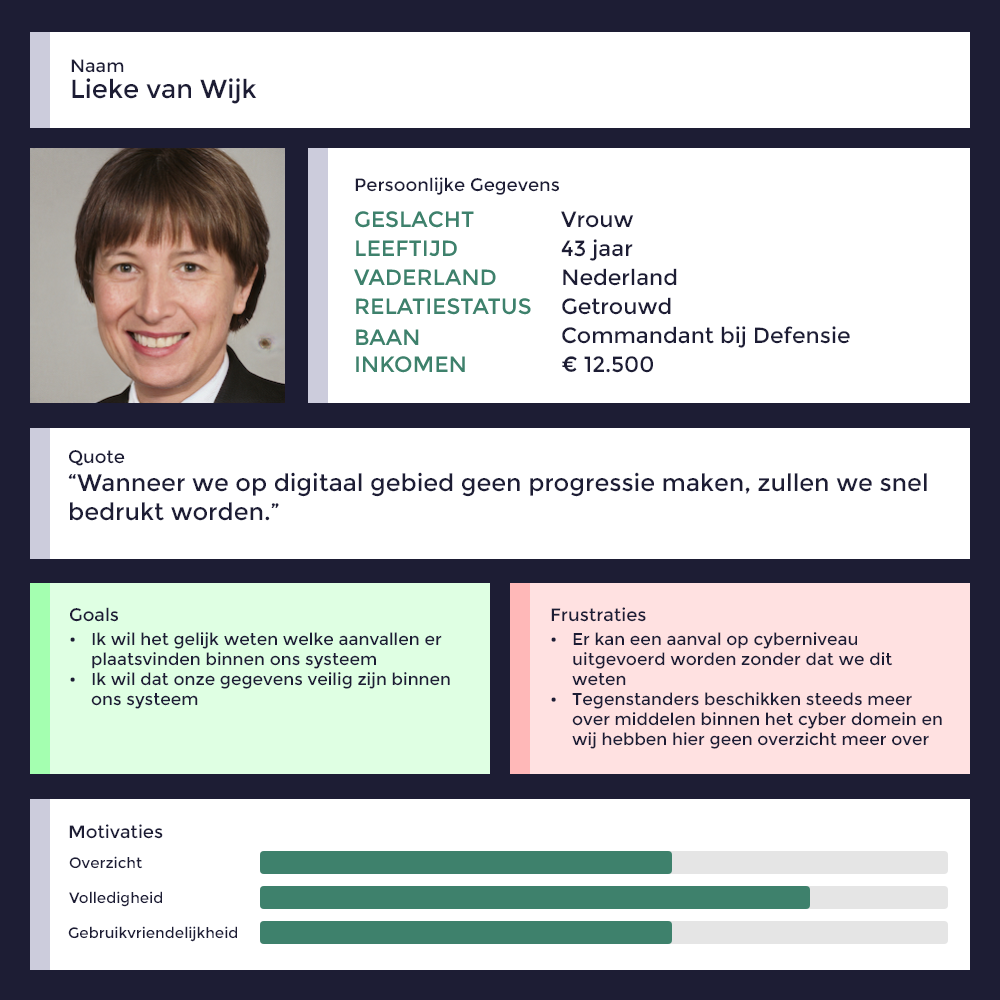 Naam
Lieke van Wijk
Persoonlijke Gegevens
GESLACHT Vrouw
LEEFTIJD 43 jaar
VADERLAND Nederland
RELATIESTATUS Getrouwd
BAAN Commandant bij Defensie
INKOMEN € 12.500
Quote
“Wanneer we op digitaal gebied geen progressie maken, zullen we snel
bedrukt worden.”
Goals
• Ik wil het gelijk weten welke aanvallen er
plaatsvinden binnen ons systeem
• Ik wil dat onze gegevens veilig zijn binnen
ons systeem
Frustraties
• Er kan een aanval op cyberniveau
uitgevoerd worden zonder dat we dit
weten
• Tegenstanders beschikken steeds meer
over middelen binnen het cyber domein en
wij hebben hier geen overzicht meer over
Motivaties
Overzicht
Volledigheid
Gebruikvriendelijkheid